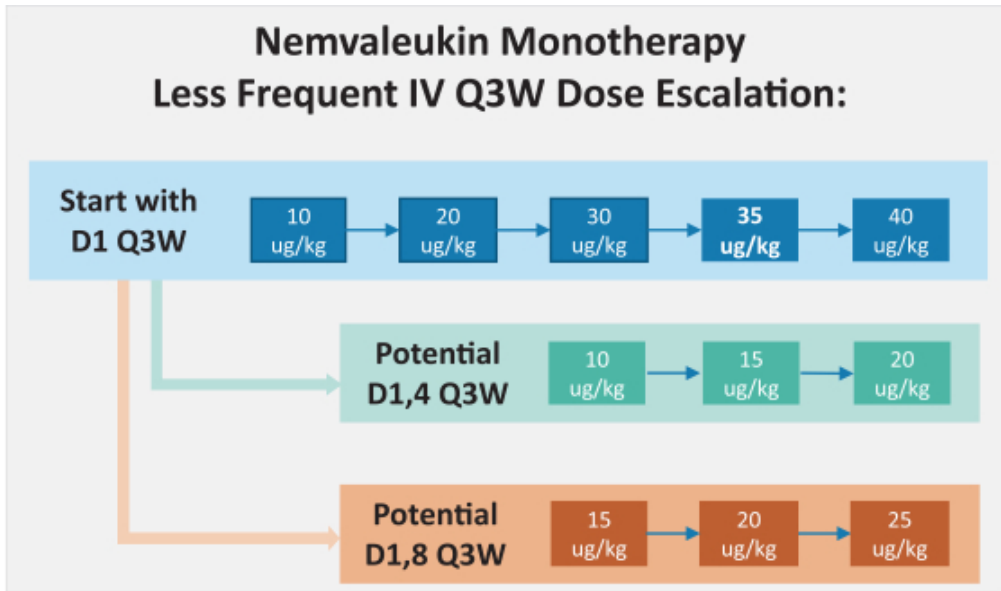 Nemvaleukin Monotherapy
Less Frequent IV Q3W Dose Escalation:
Start with
D1 Q3W
10
ug/kg
20
ug/kg
30
ug/kg
35
ug/kg
40
ug/kg
Potential
D1,4 Q3W
10
ug/kg
15
ug/kg
20
ug/kg
Potential
D1,8 Q3W
15
ug/kg
20
ug/kg
25
ug/kg